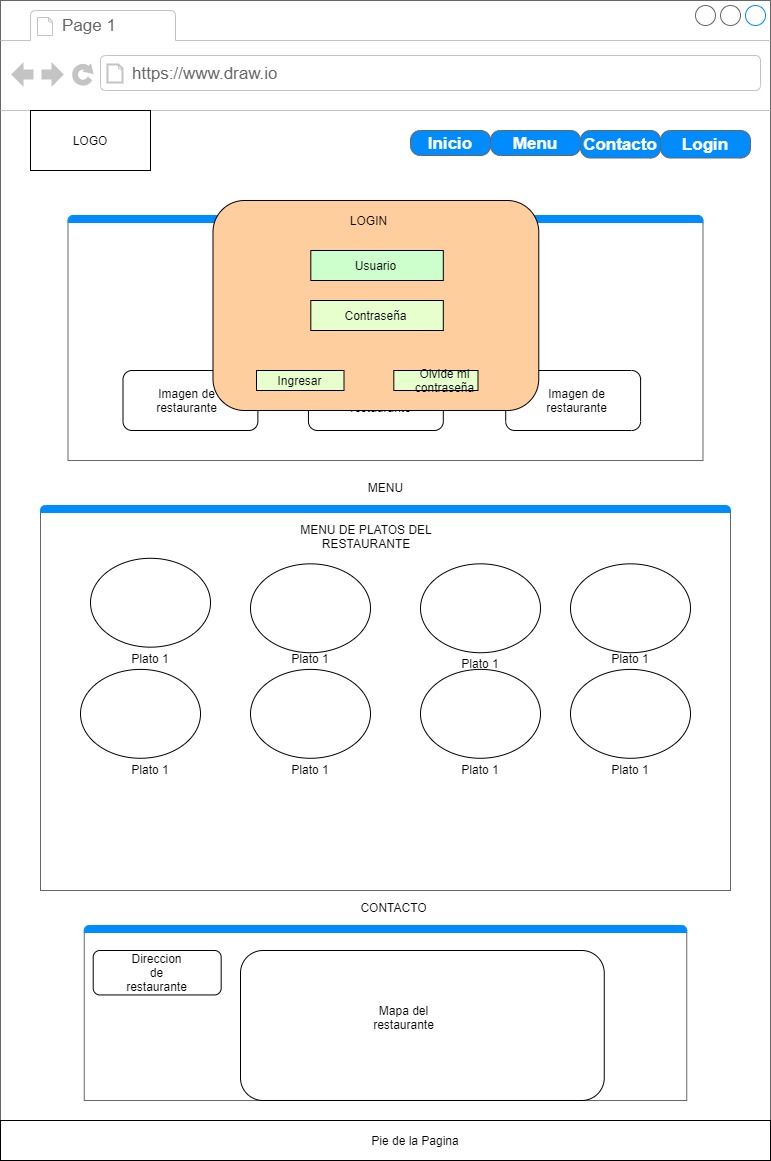 Page 1
https://www.draw.io
LOGO
Inicio
Menu
Contacto
Login
LOGIN
Usuario
Contraseña
Ingresar
Olvide mi
contraseña
Imagen de
restaurante
restaurante
Imagen de
restaurante
MENU
MENU DE PLATOS DEL
RESTAURANTE
Plato 1
Plato 1
Plato 1
Plato 1
Plato 1
Plato 1
Plato 1
Plato 1
CONTACTO
Direccion
de
restaurante
Mapa del
restaurante
Pie de la Pagina